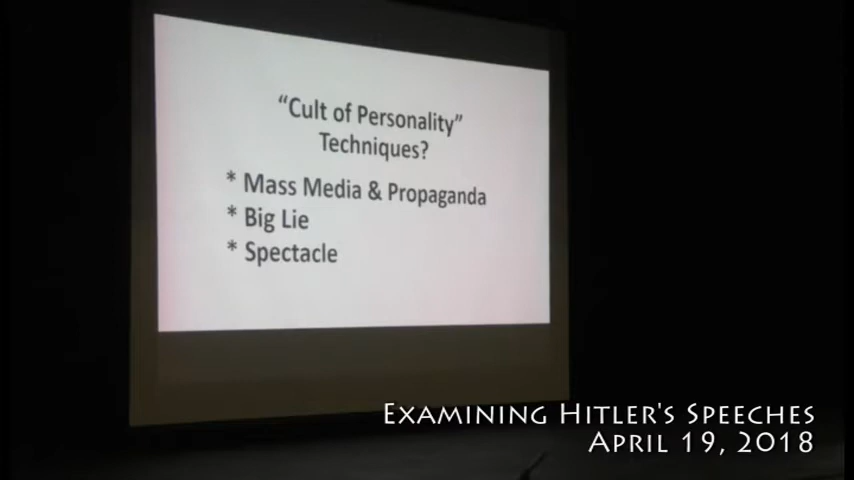 “Cult of Personality”
Techniques?
* Mass Media & Propaganda
* Big Lie
* Spectacle
EXAMINING HITLER'S SPEECHES
APRIL 19, 2018